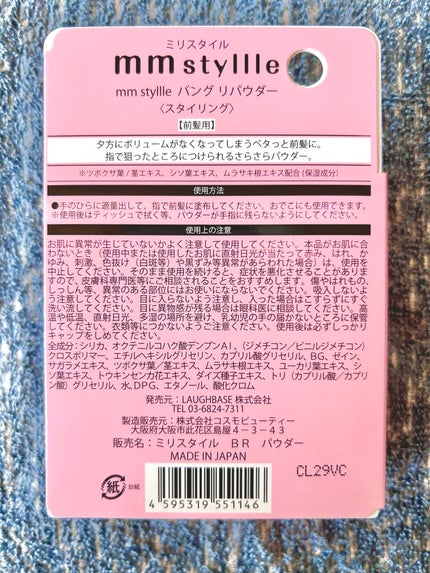 ミリスタイル
mm styllle
mm styllle バング リパウダー
〈スタイリング〉
【前髪用】
夕方にボリュームがなくなってしまうペタっと前髪に。
指で狙ったところにつけられるさらさらパウダー。
※ツボクサ葉/茎エキス、シソ葉エキス、ムラサキ根エキス配合(保湿成分)
使用方法
●手のひらに適量出して、指で前髪に塗布してください。おでこにも使用できます。
※使用後はティッシュで拭く等、パウダーが手指に残らないようにしてください。
使用上の注意
お肌に異常が生じていないかよく注意して使用してください。本品がお肌に合
わないとき(使用中または使用したお肌に直射日光が当たって赤み、はれ、か
ゆみ、刺激、色抜け(白斑等)や黒ずみ等異常があらわれた場合)は、使用を
中止してください。そのまま使用を続けると、症状を悪化させることがありま
すので、皮膚科専門医等にご相談されることをおすすめします。傷やはれもの、
しっしん等、異常のある部位にはお使いにならないでください。吸入しないよ
う注意してください。目に入らないよう注意し、入った場合はこすらずにすぐ
洗い流してください。目に異物感が残る場合は眼科医に相談してください。高
温や低温、直射日光、多湿の場所を避け、乳幼児の手の届かないところに保管
してください。衣類等につかないようご注意ください。使用後は必ずしっかり
キャップをしめてください。
全成分:シリカ、オクテニルコハク酸デンプンAl、(ジメチコン/ビニルジメチコン)
クロスポリマー、エチルヘキシルグリセリン、カプリル酸グリセリル、BG、ゼイン、
サガラメエキス、ツボクサ葉/茎エキス、ムラサキ根エキス、ユーカリ葉エキス、シ
ソ葉エキス、トウキンセンカ花エキス、ダイズ種子エキス、トリ(カプリル酸/カプリ
ン酸)グリセリル、水、DPG、エタノール、酸化クロム
発売元:LAUGHBASE 株式会社
TEL 03-6824-7311
製造販売元:株式会社コスモビューティー
大阪府大阪市此花区島屋4-3-43
販売名:ミリスタイル BR パウダー
MADE IN JAPAN
CL29VC
紙 台紙
4 595319 551146